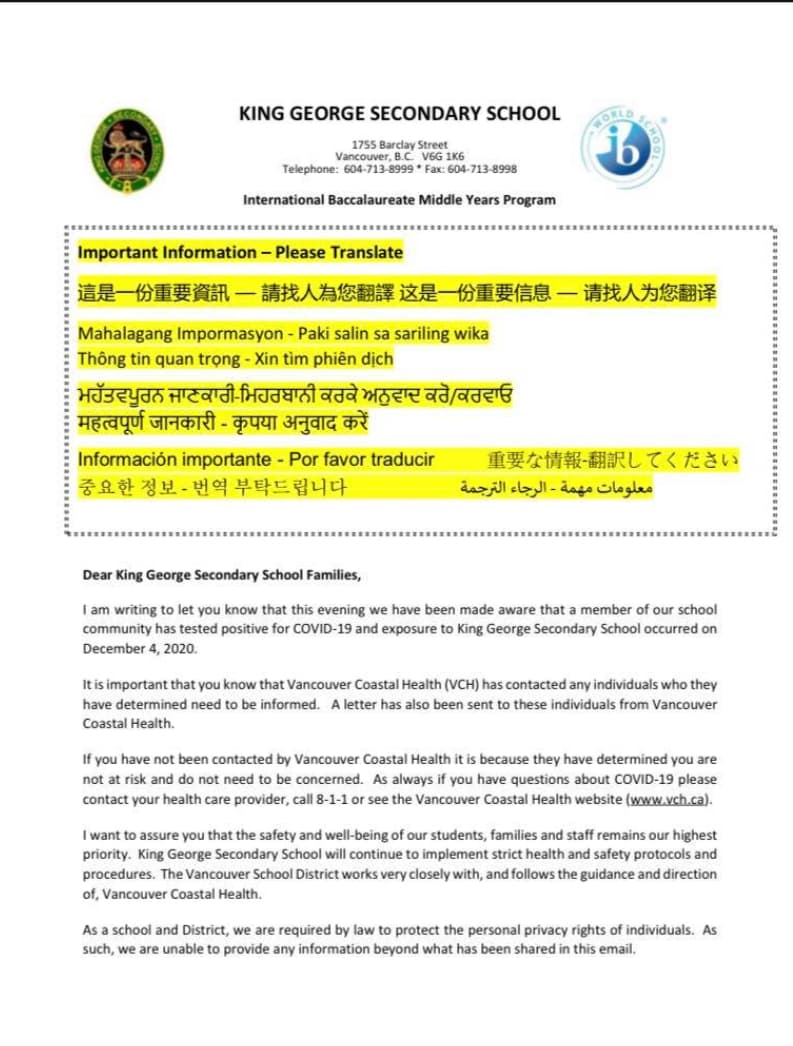 KING GEORGE SECONDARY SCHOOL
1755 Barclay Street
Vancouver, B.C. V6G 1K6
Telephone: 604-713-8999 * Fax: 604-713-8998
International Baccalaureate Middle Years Program
KING GEORGE SECONDARY SCHOOL
WORLD SCHOOL
ib
Important Information – Please Translate
這是一份重要資訊 — 請找人為您翻譯 这是一份重要信息 — 请找人为您翻译
Mahalagang Impormasyon - Paki salin sa sariling wika
Thông tin quan trọng - Xin tìm phiên dịch
ਮਹੱਤਵਪੂਰਨ ਜਾਣਕਾਰੀ-ਮਿਹਰਬਾਨੀ ਕਰਕੇ ਅਨੁਵਾਦ ਕਰੋ/ਕਰਵਾਓ
महत्वपूर्ण जानकारी - कृपया अनुवाद करें
Información importante - Por favor traducir 重要な情報-翻訳してください
중요한 정보 - 번역 부탁드립니다 معلومات مهمة - الرجاء الترجمة
Dear King George Secondary School Families,
I am writing to let you know that this evening we have been made aware that a member of our school
community has tested positive for COVID-19 and exposure to King George Secondary School occurred on
December 4, 2020.
It is important that you know that Vancouver Coastal Health (VCH) has contacted any individuals who they
have determined need to be informed. A letter has also been sent to these individuals from Vancouver
Coastal Health.
If you have not been contacted by Vancouver Coastal Health it is because they have determined you are
not at risk and do not need to be concerned. As always if you have questions about COVID-19 please
contact your health care provider, call 8-1-1 or see the Vancouver Coastal Health website (www.vch.ca).
I want to assure you that the safety and well-being of our students, families and staff remains our highest
priority. King George Secondary School will continue to implement strict health and safety protocols and
procedures. The Vancouver School District works very closely with, and follows the guidance and direction
of, Vancouver Coastal Health.
As a school and District, we are required by law to protect the personal privacy rights of individuals. As
such, we are unable to provide any information beyond what has been shared in this email.